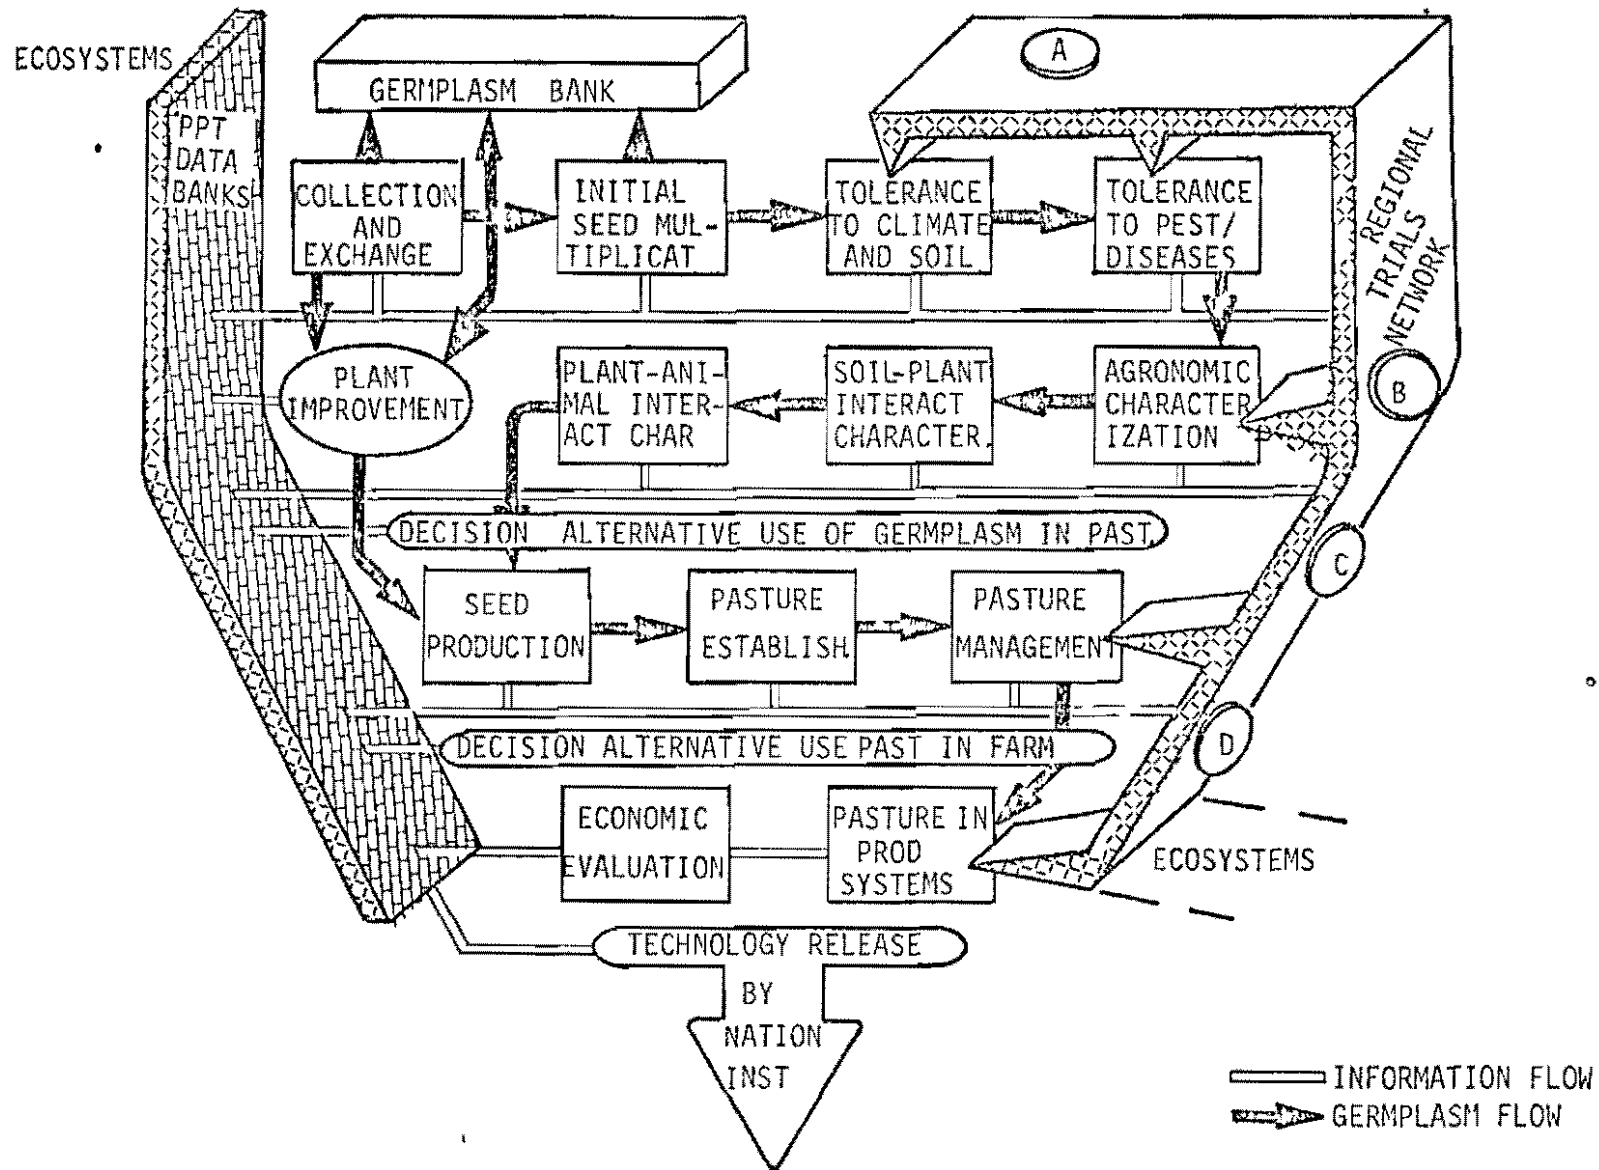 ECOSYSTEMS
GERMPLASM BANK
A
PPT
DATA
BANKS
COLLECTION
AND
EXCHANGE
INITIAL
SEED MUL-
TIPLICAT
TOLERANCE
TO CLIMATE
AND SOIL
TOLERANCE
TO PEST/
DISEASES
REGIONAL
TRIALS
NETWORK
PLANT
IMPROVEMENT
PLANT-ANI-
MAL INTER-
ACT CHAR
SOIL-PLANT
INTERACT
CHARACTER.
AGRONOMIC
CHARACTER
IZATION
B
DECISION ALTERNATIVE USE OF GERMPLASM IN PAST
C
SEED
PRODUCTION
PASTURE
ESTABLISH
PASTURE
MANAGEMENT
DECISION ALTERNATIVE USE PAST IN FARM
D
ECONOMIC
EVALUATION
PASTURE IN
PROD
SYSTEMS
ECOSYSTEMS
TECHNOLOGY RELEASE
BY
NATION
INST
INFORMATION FLOW
GERMPLASM FLOW